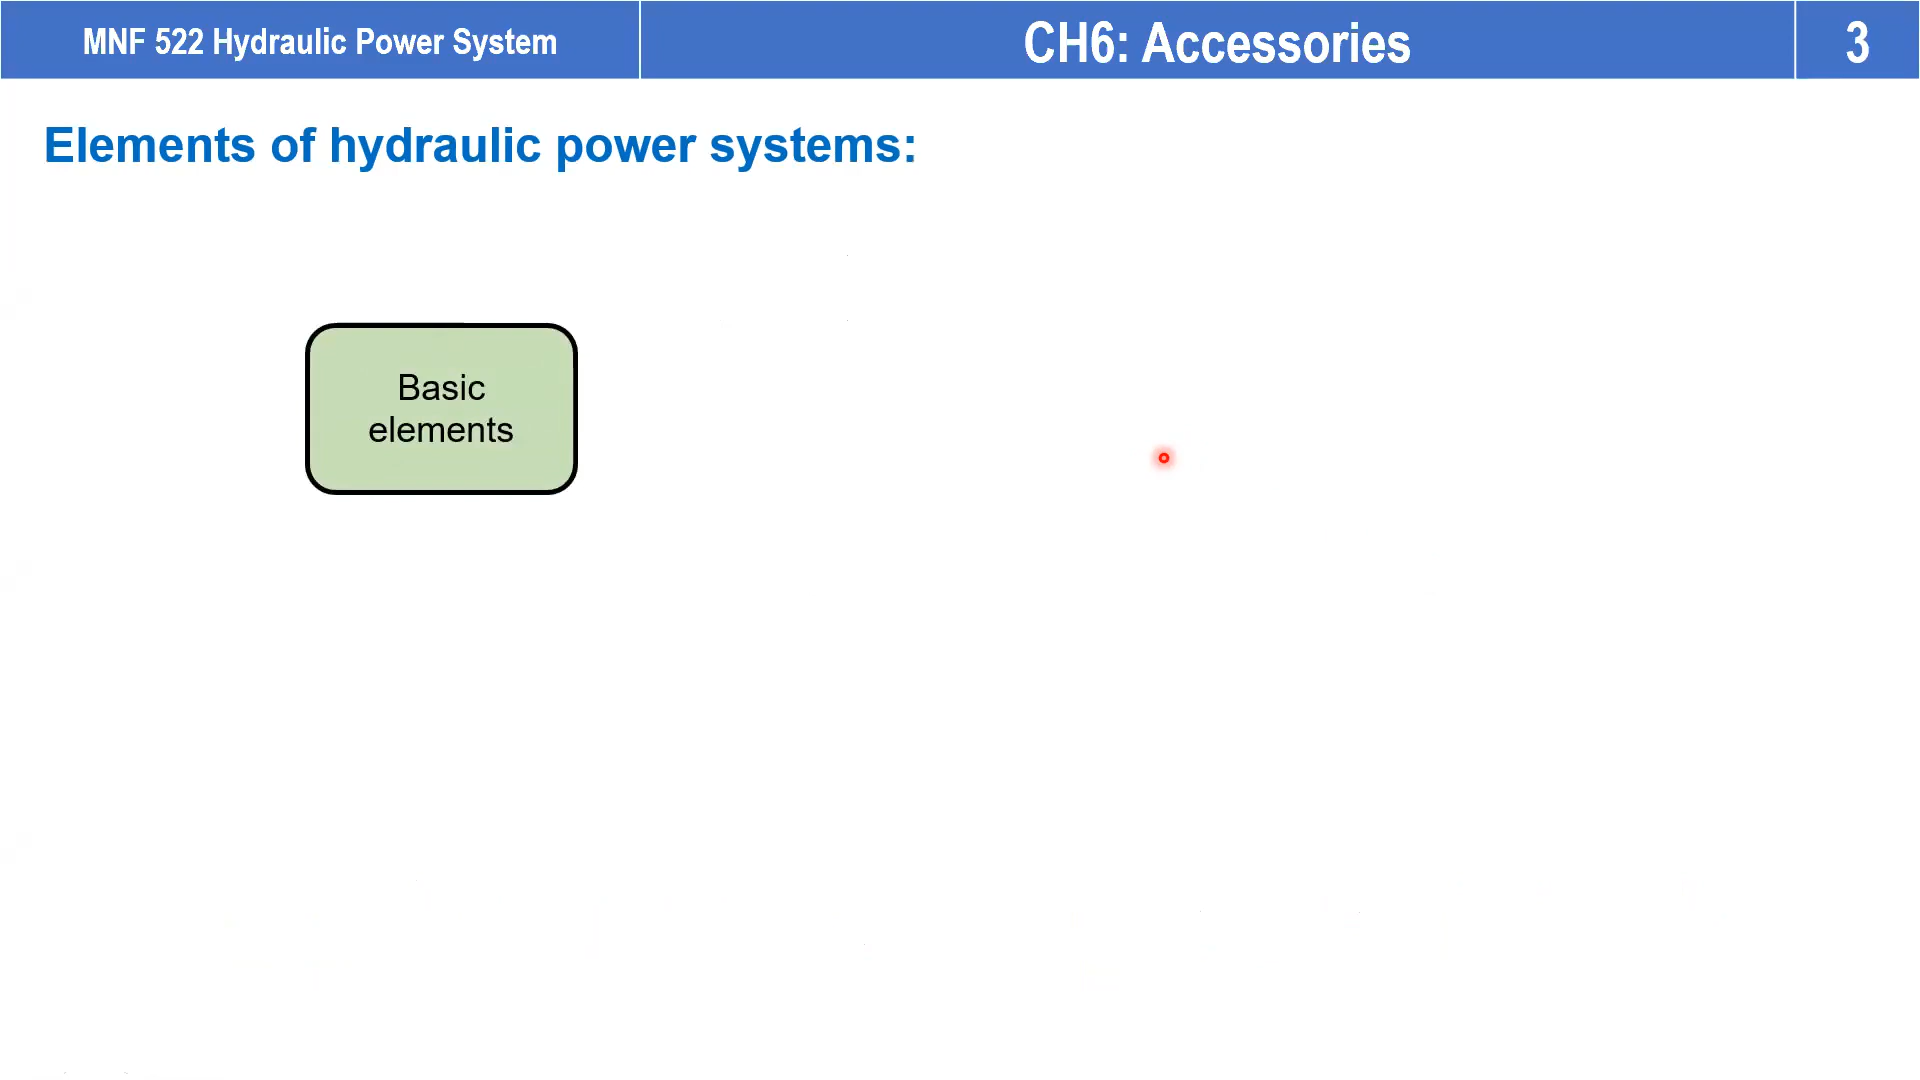 MNF 522 Hydraulic Power System
CH6: Accessories
3
Elements of hydraulic power systems:
Basic
elements